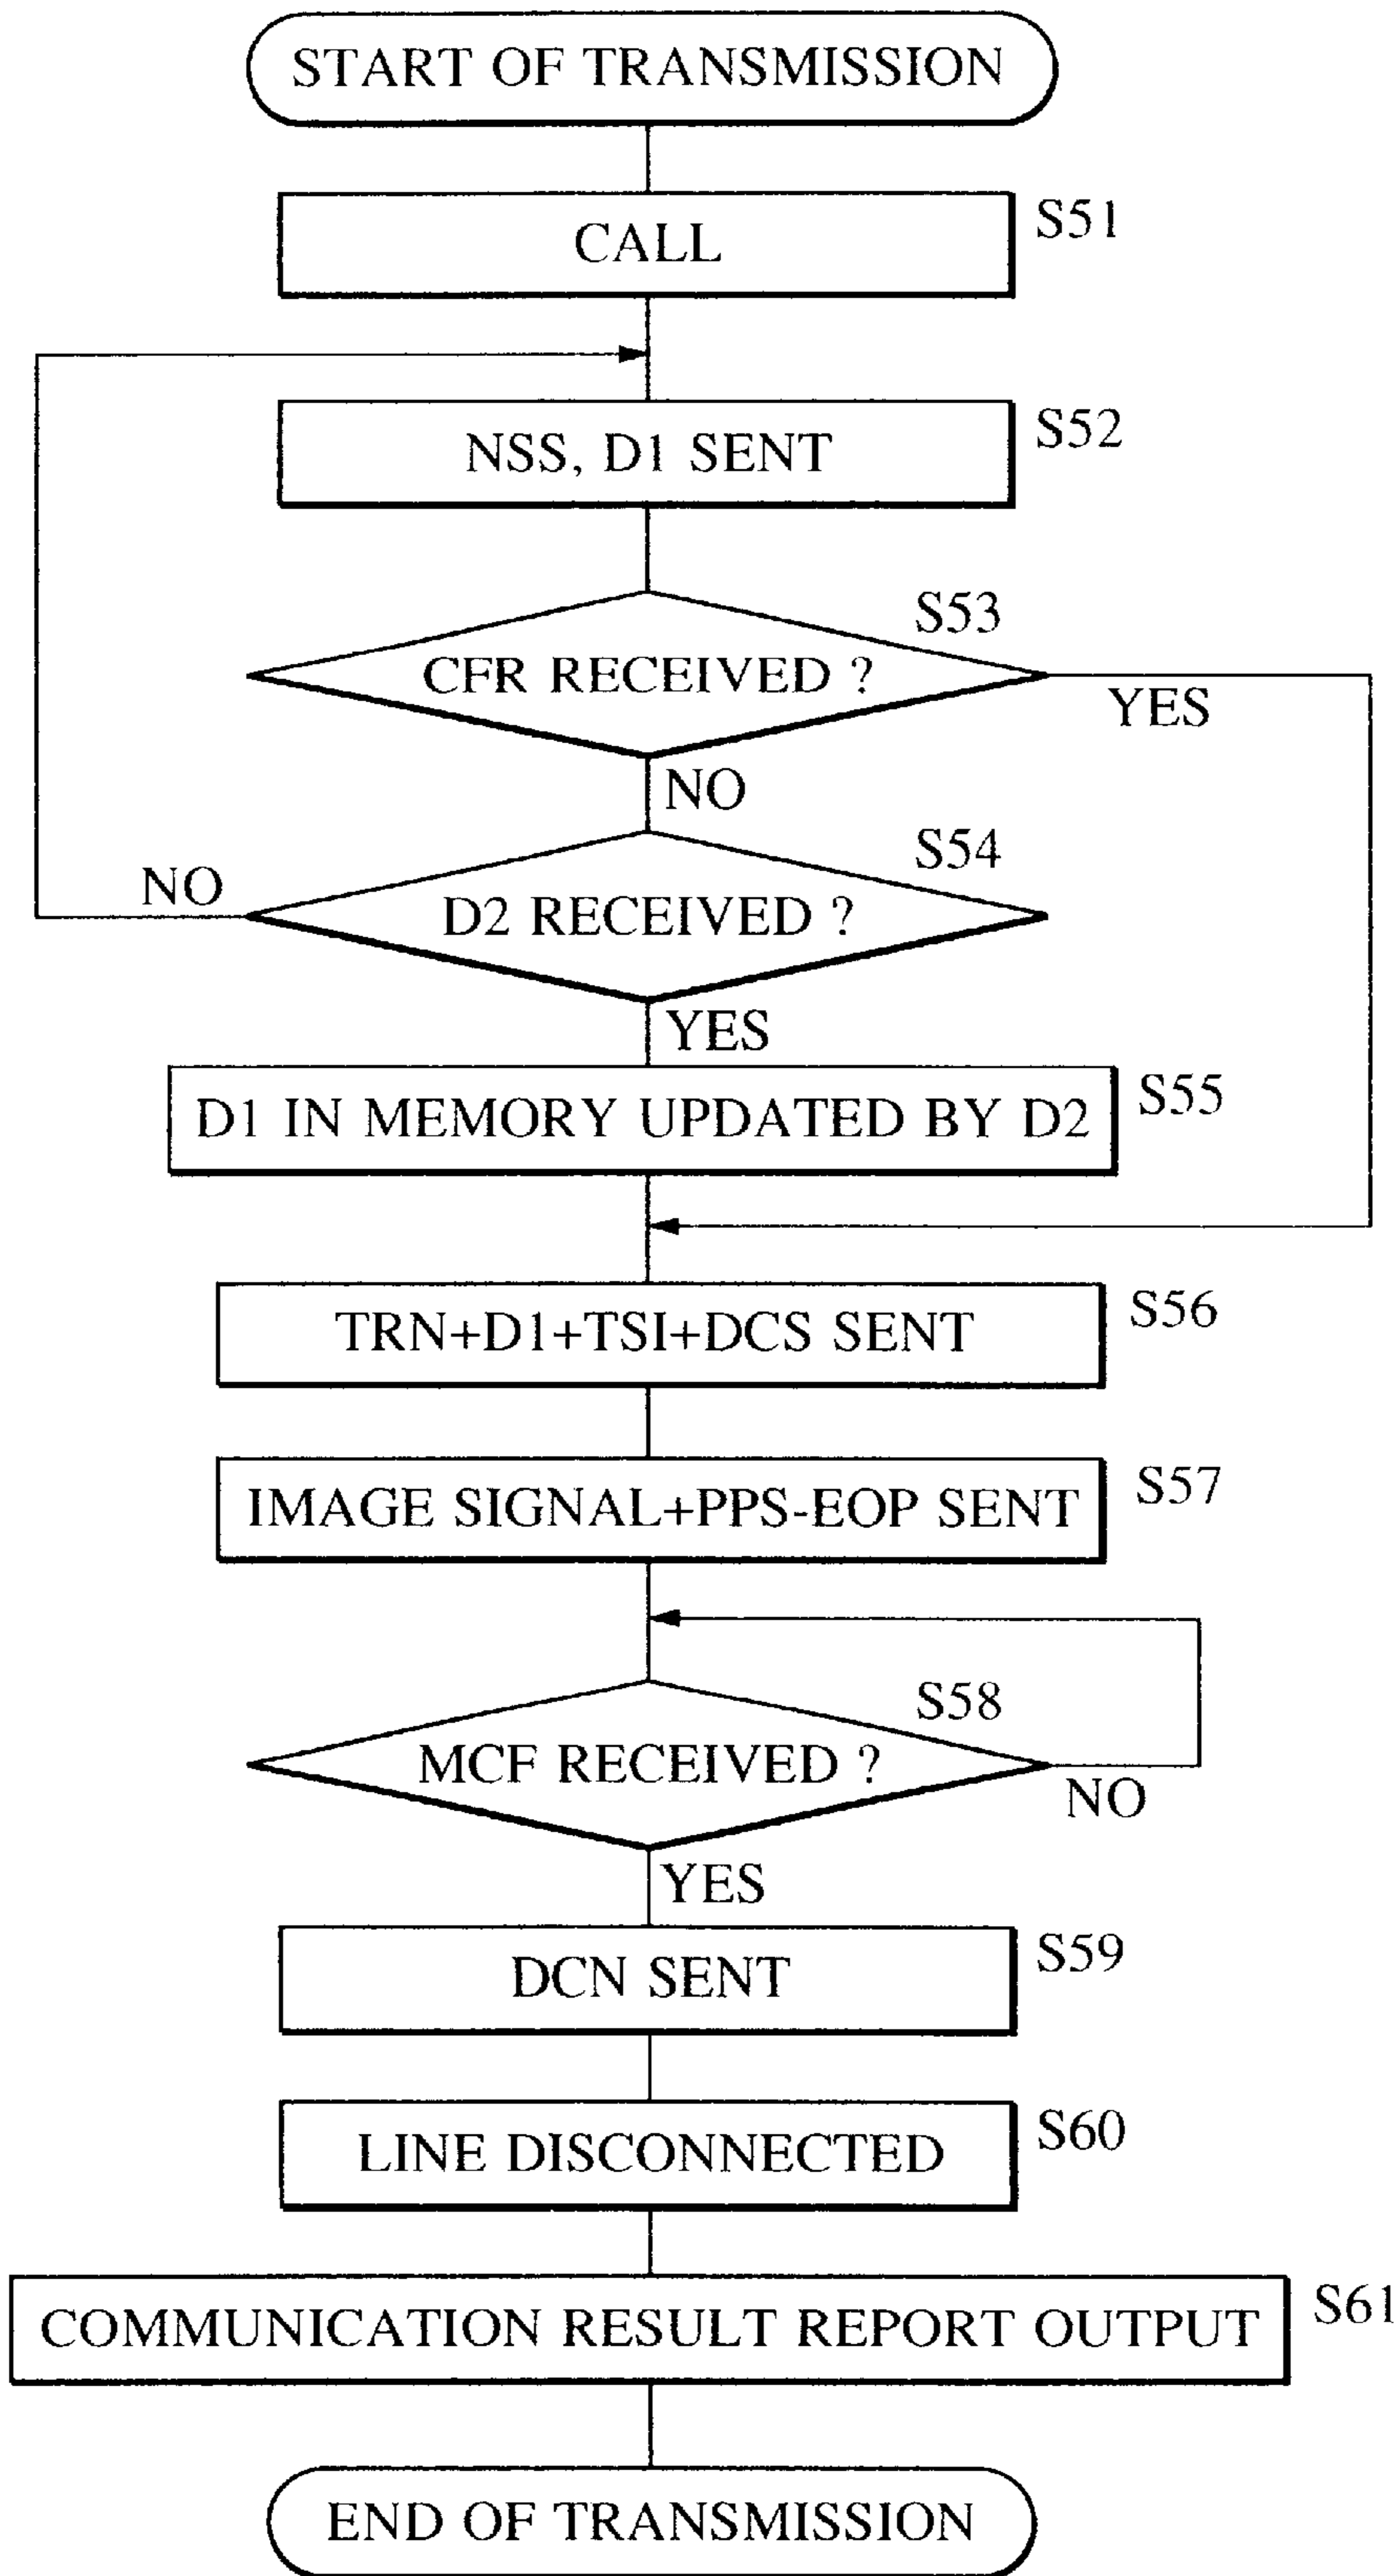 START OF TRANSMISSION
CALL
S51
NSS, D1 SENT
S52
S53
CFR RECEIVED ?
YES
NO
S54
NO
D2 RECEIVED ?
YES
D1 IN MEMORY UPDATED BY D2
S55
TRN+D1+TSI+DCS SENT
S56
IMAGE SIGNAL+PPS-EOP SENT
S57
S58
MCF RECEIVED ?
NO
YES
DCN SENT
S59
LINE DISCONNECTED
S60
COMMUNICATION RESULT REPORT OUTPUT
S61
END OF TRANSMISSION